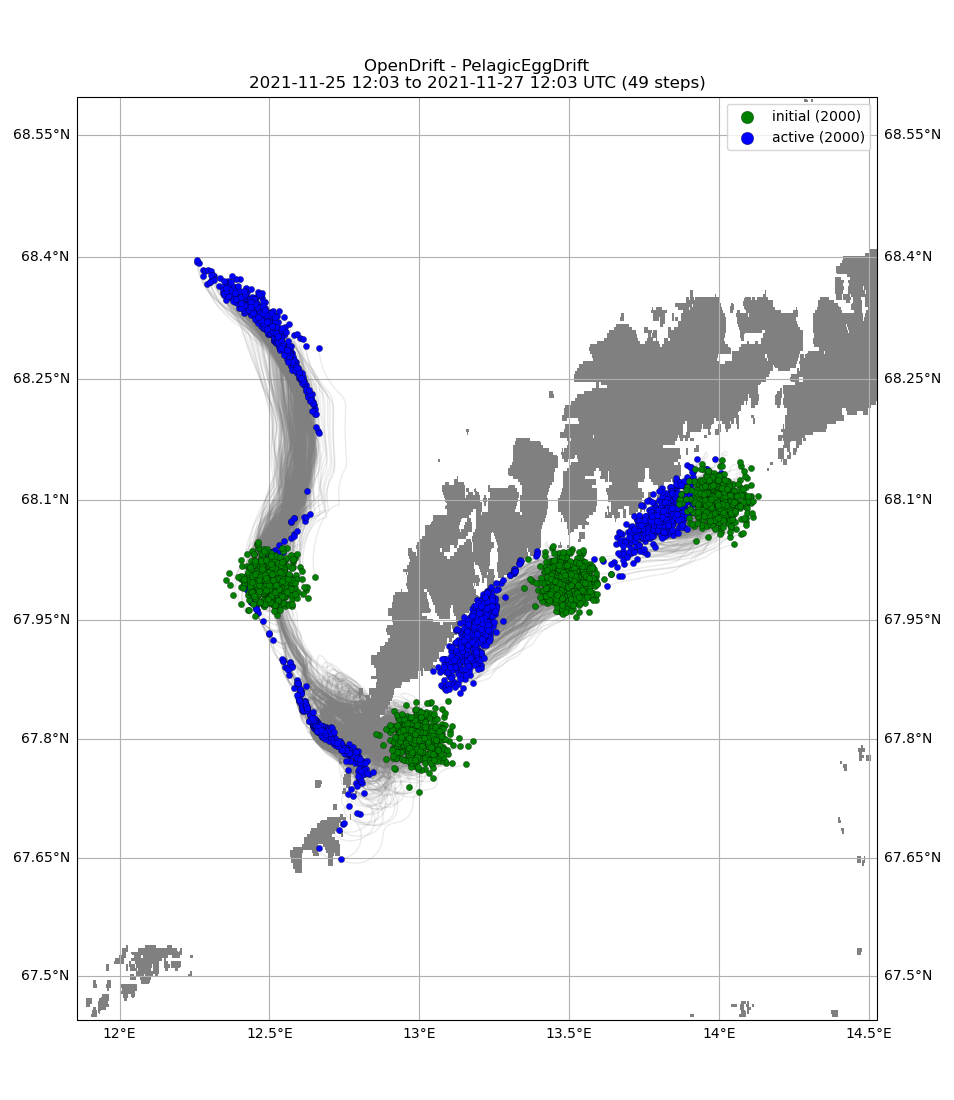 OpenDrift - PelagicEggDrift
2021-11-25 12:03 to 2021-11-27 12:03 UTC (49 steps)
initial (2000)
active (2000)
68.55°N
68.55°N
68.4°N
68.4°N
68.25°N
68.25°N
68.1°N
68.1°N
67.95°N
67.95°N
67.8°N
67.8°N
67.65°N
67.65°N
67.5°N
67.5°N
12°E
12.5°E
13°E
13.5°E
14°E
14.5°E